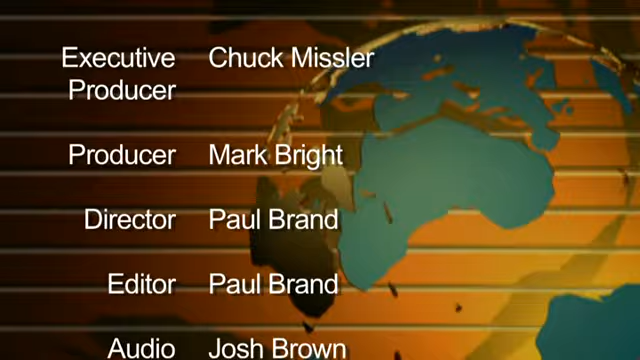 Executive Chuck Missler
Producer
Producer Mark Bright
Director Paul Brand
Editor Paul Brand
Audio Josh Brown